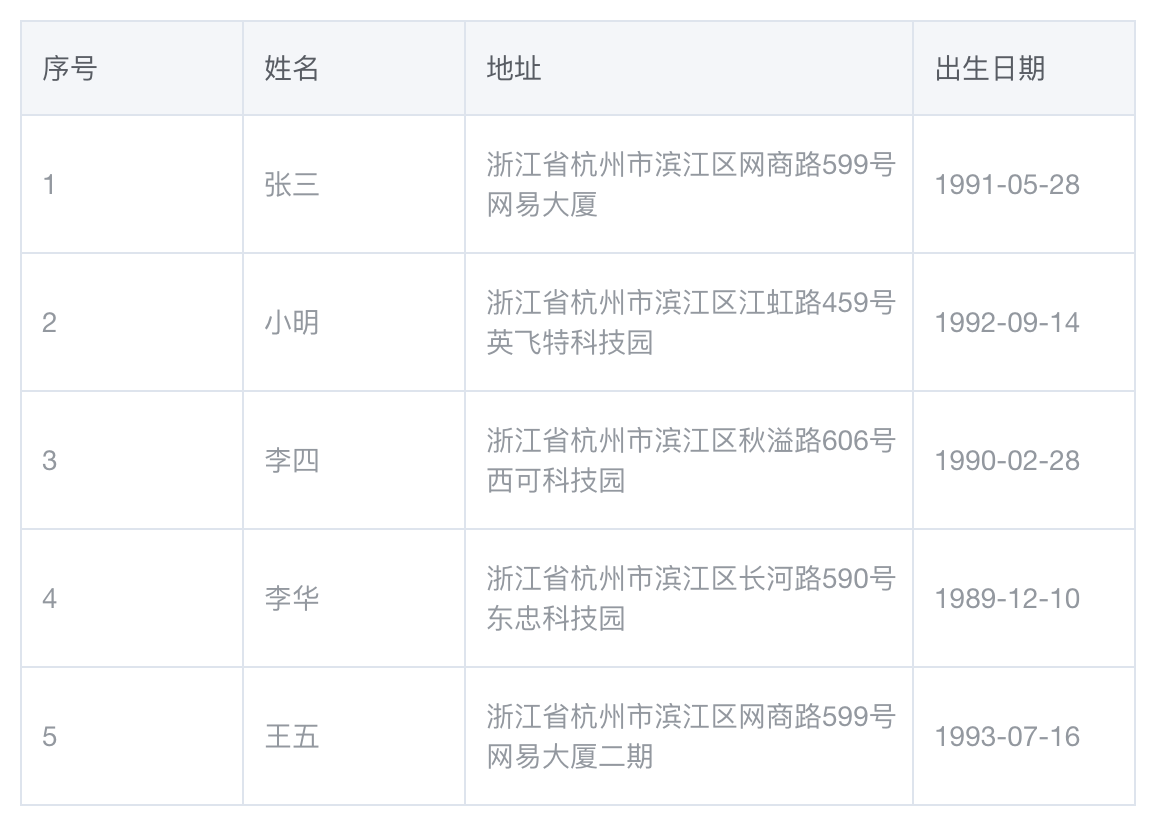 序号 姓名 地址 出生日期
1 张三 浙江省杭州市滨江区网商路599号 1991-05-28
网易大厦
2 小明 浙江省杭州市滨江区江虹路459号 1992-09-14
英飞特科技园
3 李四 浙江省杭州市滨江区秋溢路606号 1990-02-28
西可科技园
4 李华 浙江省杭州市滨江区长河路590号 1989-12-10
东忠科技园
5 王五 浙江省杭州市滨江区网商路599号 1993-07-16
网易大厦二期